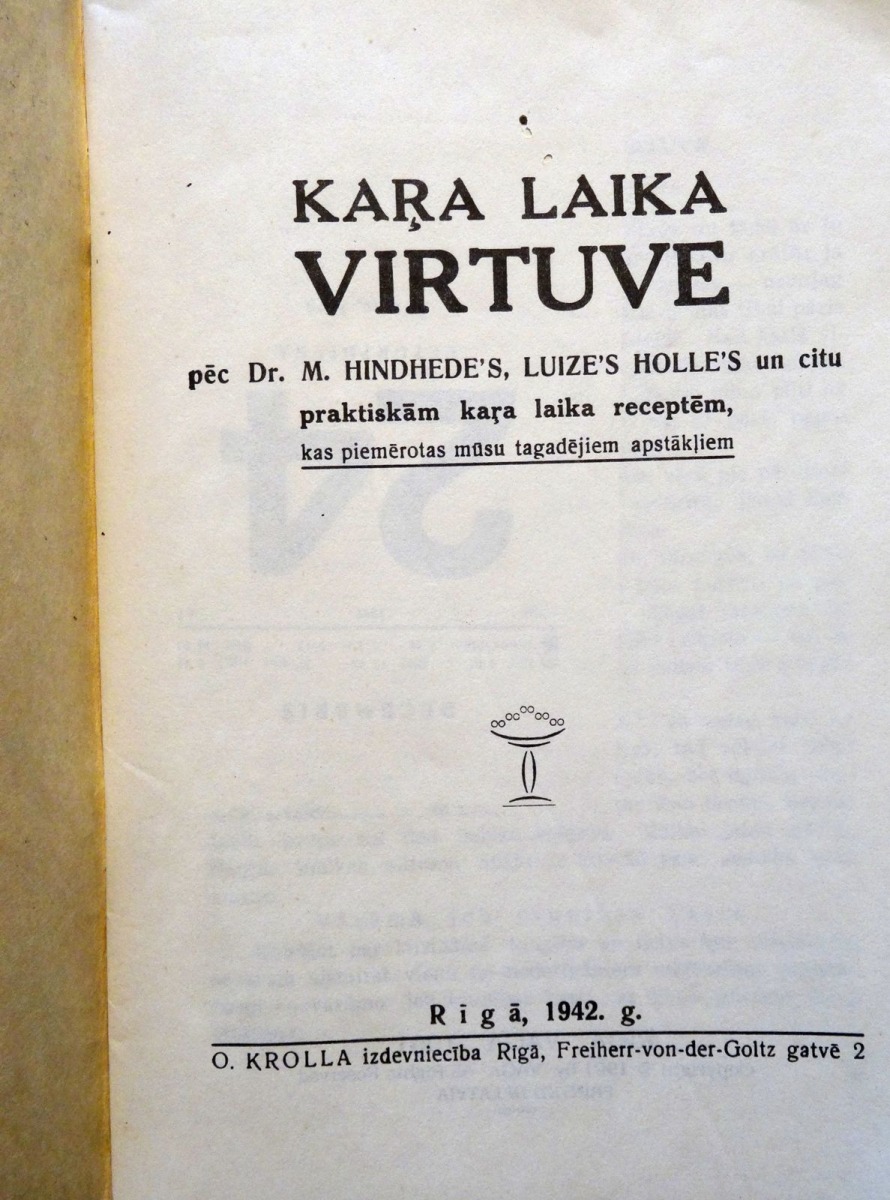 KAŖA LAIKA
VIRTUVE
pēc Dr. M. HINDHEDE'S, LUIZE'S HOLLE'S un citu
praktiskām kaŗa laika receptēm,
kas piemērotas mūsu tagadējiem apstākļiem
Rīgā, 1942. g.
O. KROLLA izdevniecība Rīgā, Freiherr-von-der-Goltz gatvē 2